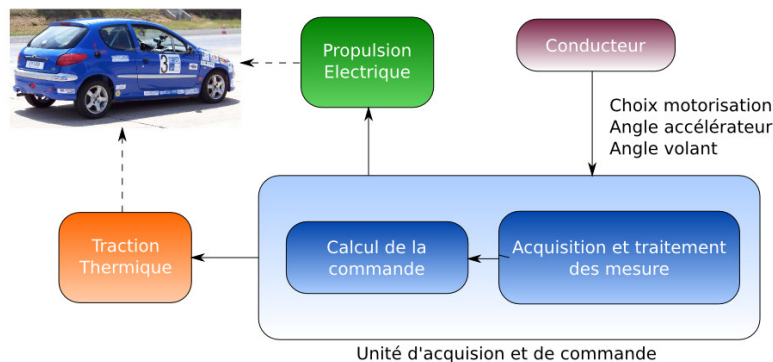 Propulsion
Electrique
Conducteur
3
Choix motorisation
Angle accélérateur
Angle volant
Traction
Thermique
Calcul de la
commande
Acquisition et traitement
des mesure
Unité d'acquision et de commande